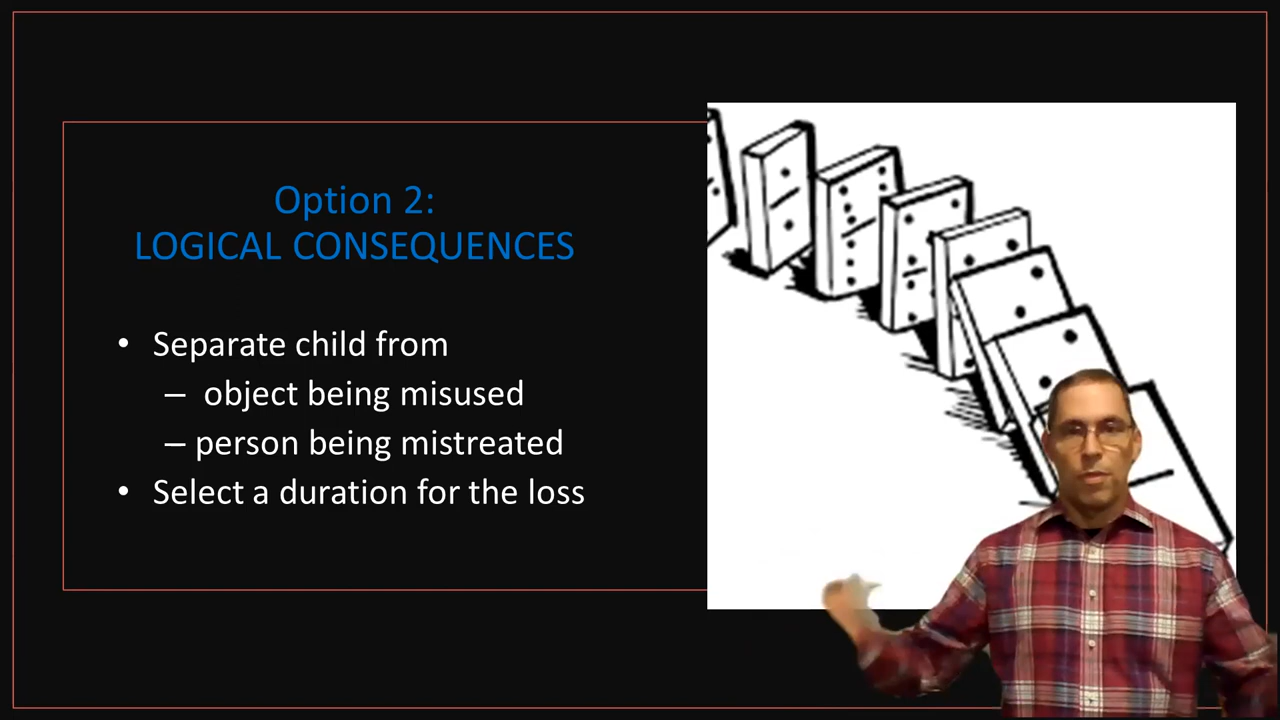 Option 2:
LOGICAL CONSEQUENCES
• Separate child from
– object being misused
– person being mistreated
• Select a duration for the loss